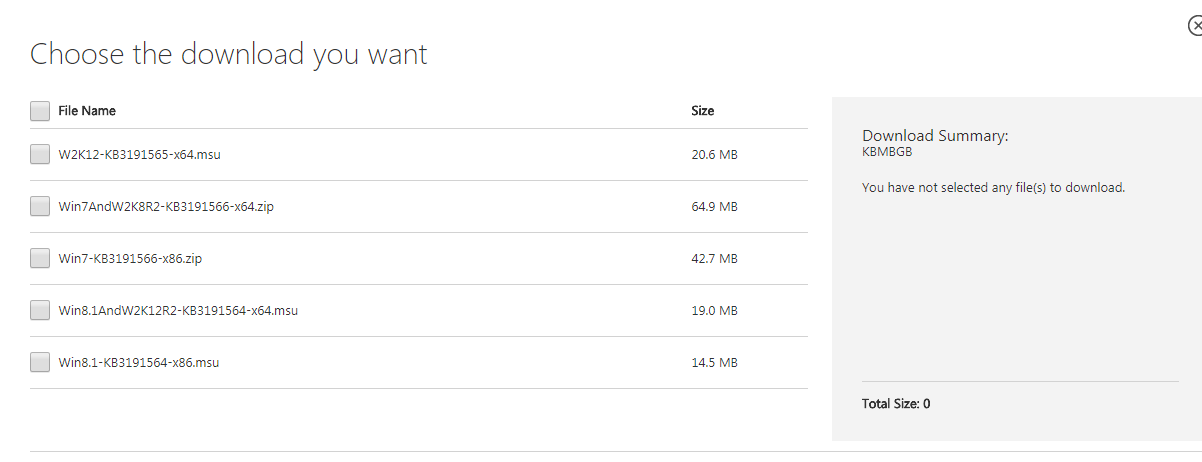 Choose the download you want
File Name Size
W2K12-KB3191565-x64.msu 20.6 MB
Win7AndW2K8R2-KB3191566-x64.zip 64.9 MB
Win7-KB3191566-x86.zip 42.7 MB
Win8.1AndW2K12R2-KB3191564-x64.msu 19.0 MB
Win8.1-KB3191564-x86.msu 14.5 MB
Download Summary:
KBMBGB
You have not selected any file(s) to download.
Total Size: 0